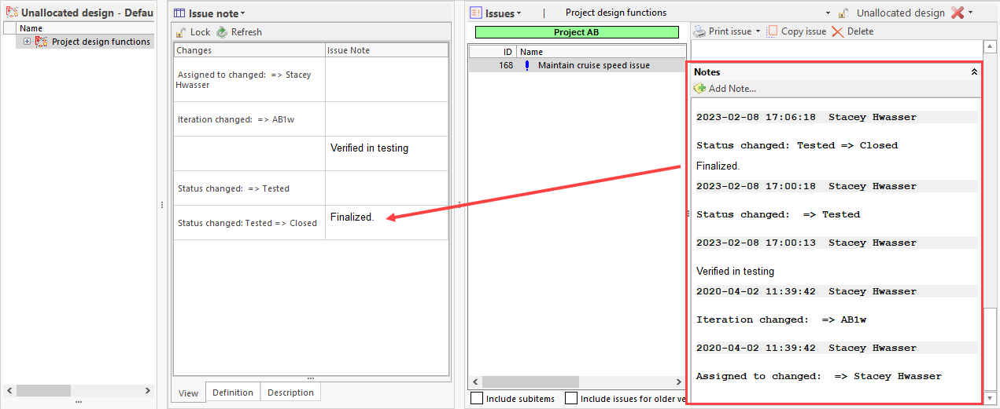 Unallocated design - Defau
Name
Project design functions
Issue note
Lock Refresh
Changes Issue Note
Assigned to changed:  => Stacey
Hwasser
Iteration changed:  => AB1w
Verified in testing
Status changed:  => Tested
Status changed: Tested => Closed Finalized.
View Definition Description
Issues | Project design functions Unallocated design
Project AB
ID Name
168 Maintain cruise speed issue
Include subitems Include issues for older ve
Print issue Copy issue Delete
Notes
Add Note...
2023-02-08 17:06:18  Stacey Hwasser
Status changed: Tested => Closed
Finalized.
2023-02-08 17:00:18  Stacey Hwasser
Status changed:  => Tested
2023-02-08 17:00:13  Stacey Hwasser
Verified in testing
2020-04-02 11:39:42  Stacey Hwasser
Iteration changed:  => AB1w
2020-04-02 11:39:42  Stacey Hwasser
Assigned to changed:  => Stacey Hwasser